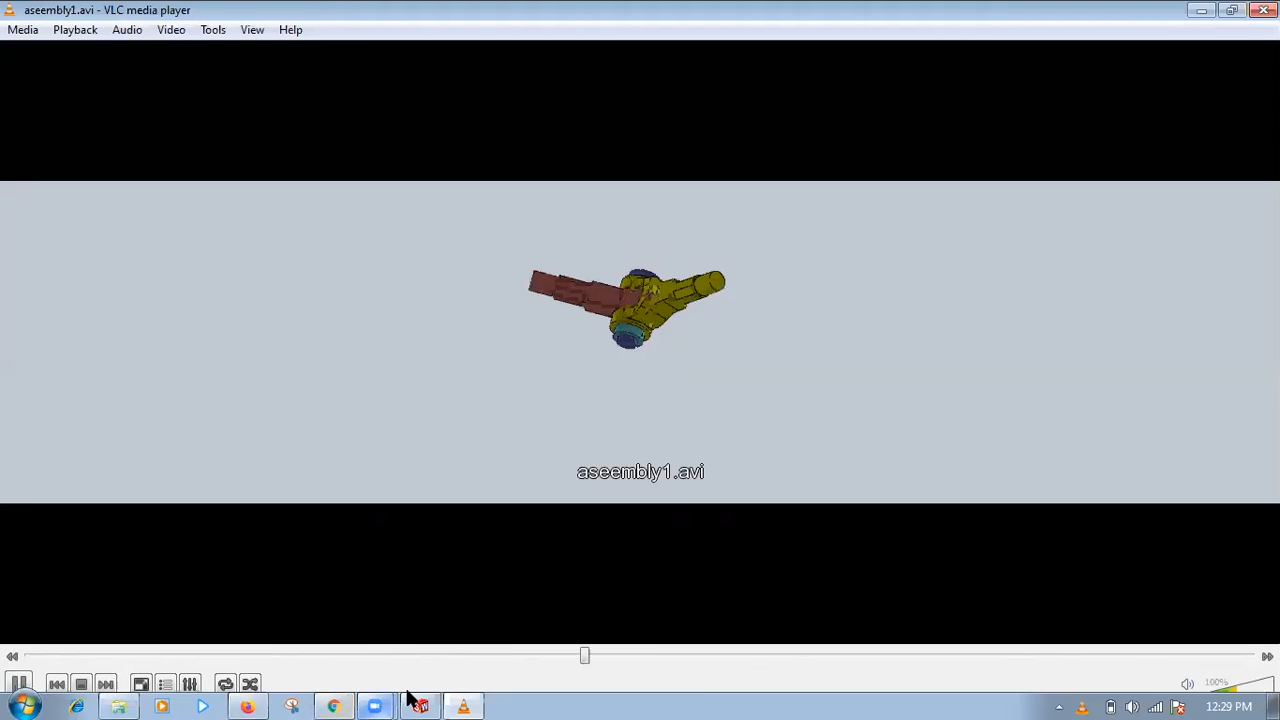 aseembly1.avi - VLC media player
Media Playback Audio Video Tools View Help
aseembly1.avi
100%
12:29 PM